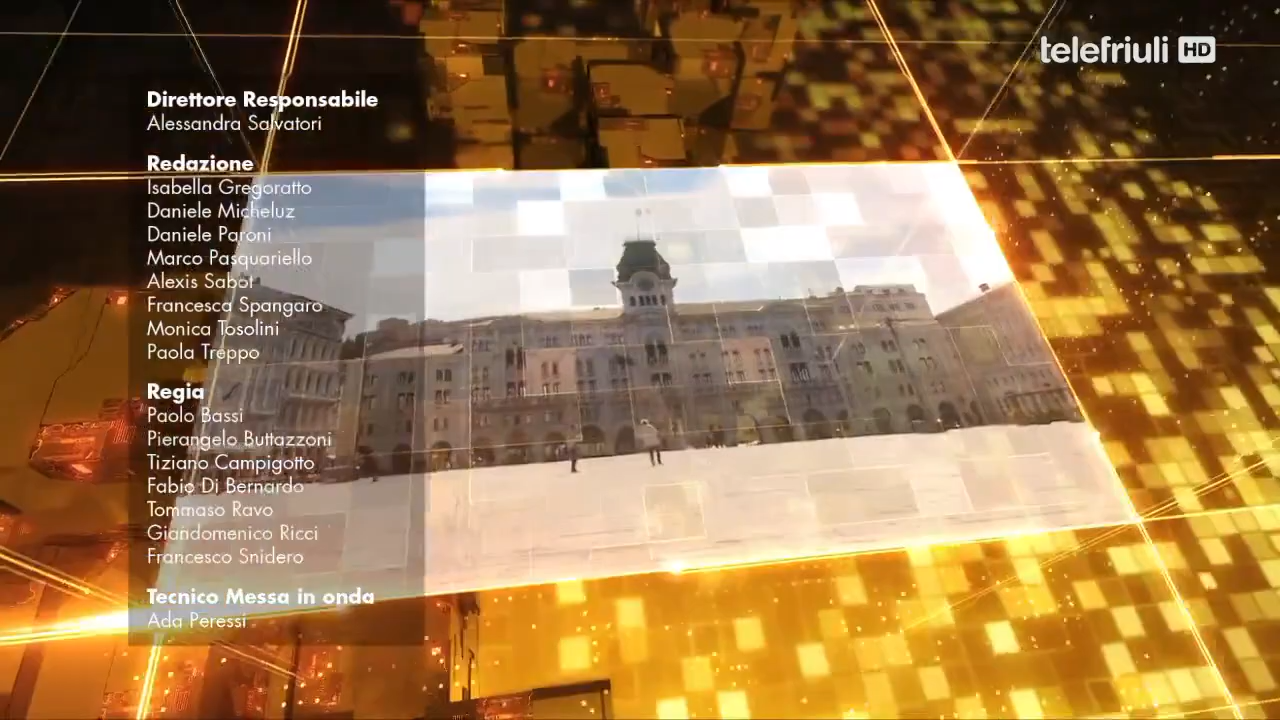 telefriuli HD
Direttore Responsabile
Alessandra Salvatori
Redazione
Isabella Gregoratto
Daniele Micheluz
Daniele Paroni
Marco Pasquariello
Alexis Sabot
Francesca Spangaro
Monica Tosolini
Paola Treppo
Regia
Paolo Bassi
Pierangelo Buttazzoni
Tiziano Campigotto
Fabio Di Bernardo
Tommaso Ravo
Giandomenico Ricci
Francesco Snidero
Tecnico Messa in onda
Ada Peressi